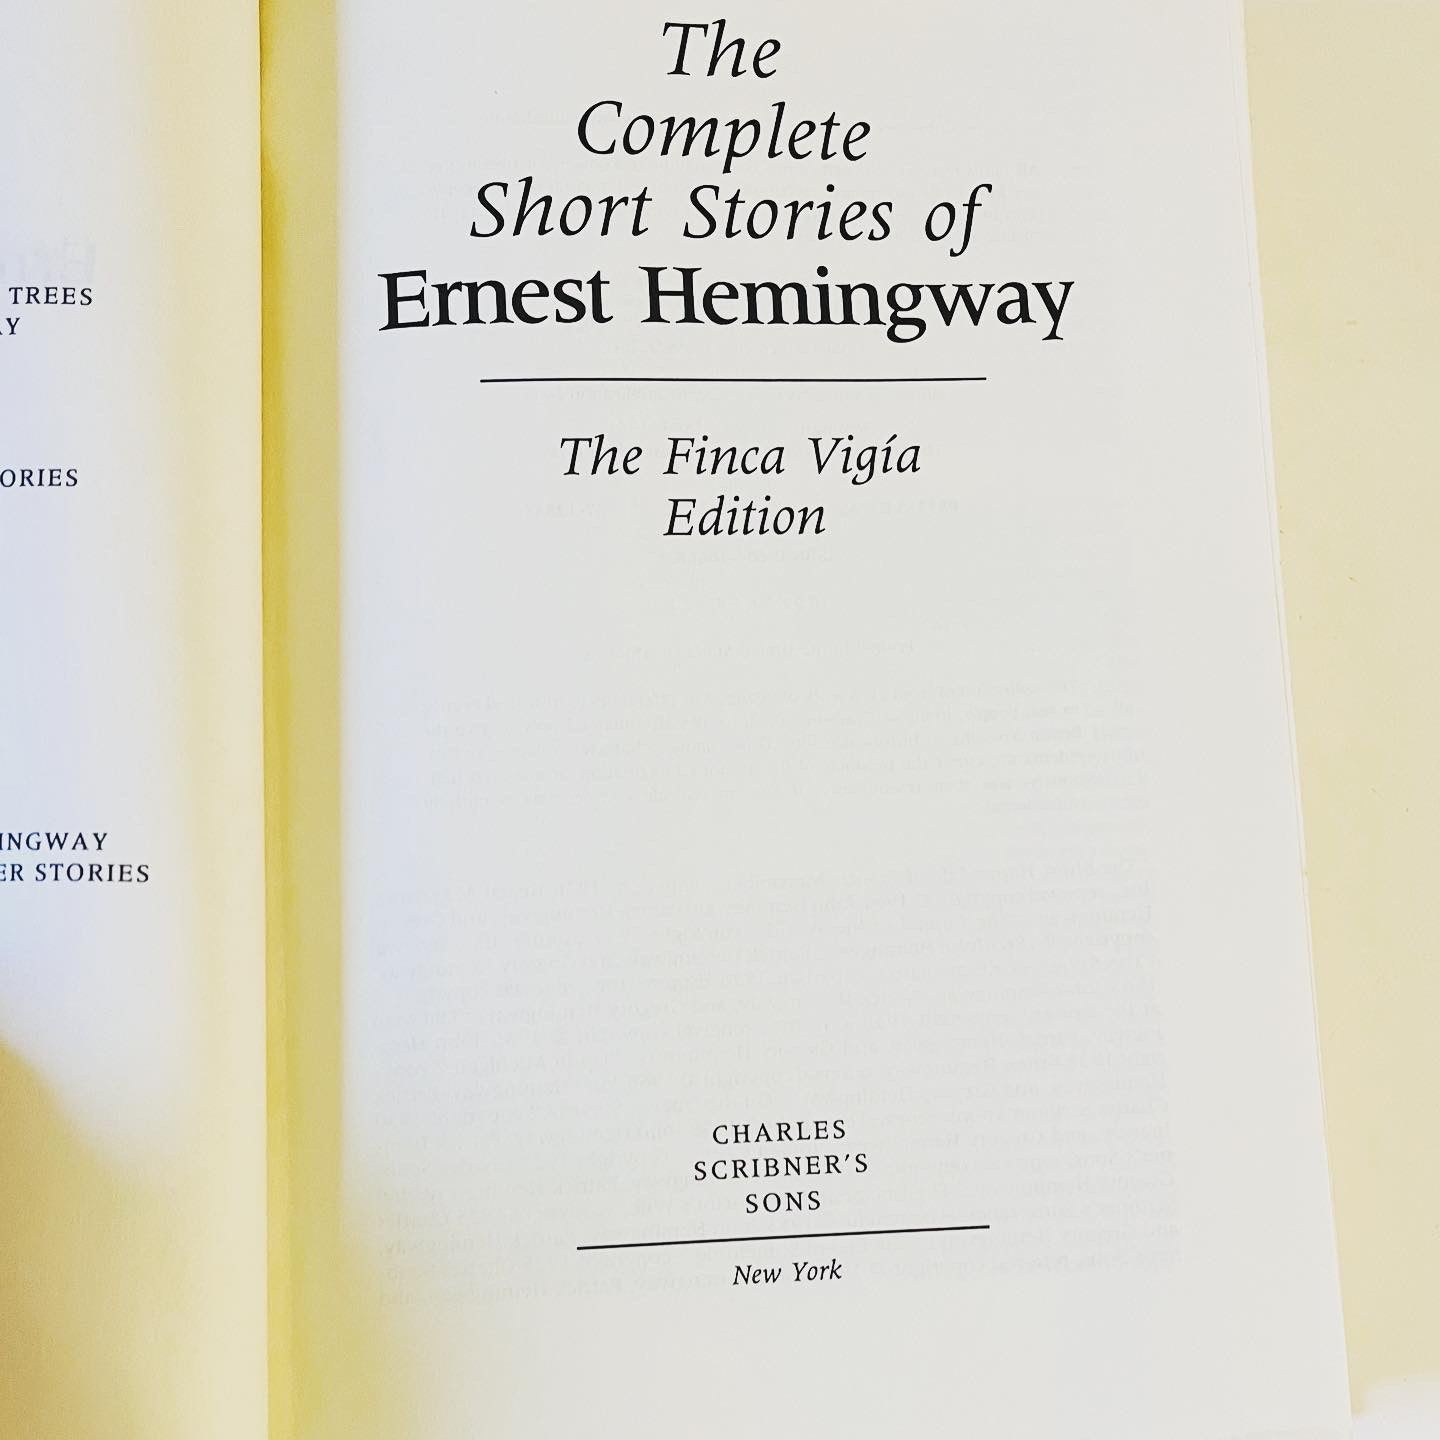 TREES
ORIES
INGWAY
ER STORIES
The
Complete
Short Stories of
Ernest Hemingway
The Finca Vigía
Edition
CHARLES
SCRIBNER'S
SONS
New York